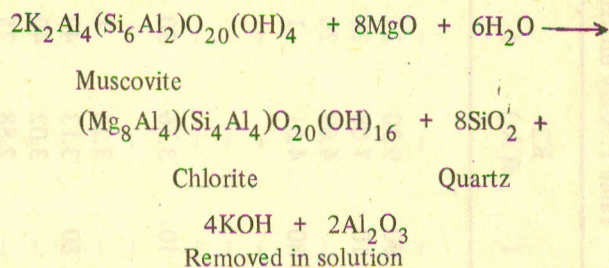 2K₂Al₄(Si₆Al₂)O₂₀(OH)₄ + 8MgO + 6H₂O ⟶
Muscovite
(Mg₈Al₄)(Si₄Al₄)O₂₀(OH)₁₆ + 8SiO₂ +
Chlorite Quartz
4KOH + 2Al₂O₃
Removed in solution